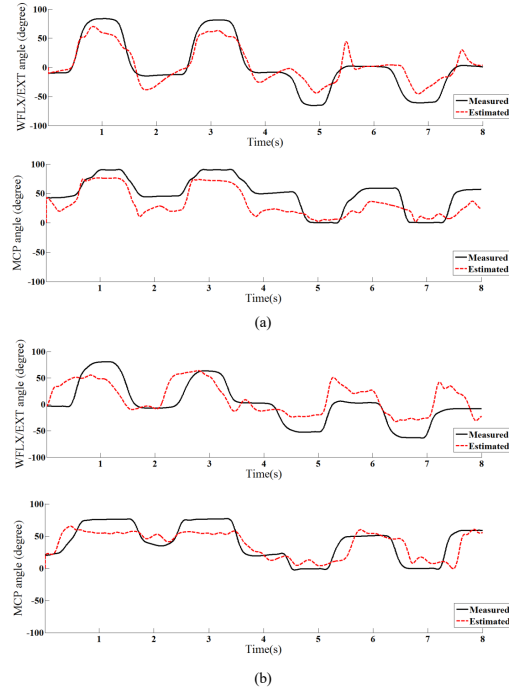 WFLX/EXT angle (degree)
100
50
0
-50
-100
1 2 3 4 5 6 7 8
Time(s)
Measured
Estimated
MCP angle (degree)
100
50
0
-50
-100
1 2 3 4 5 6 7 8
Time(s)
Measured
Estimated
(a)
WFLX/EXT angle (degree)
100
50
0
-50
-100
1 2 3 4 5 6 7 8
Time(s)
Measured
Estimated
MCP angle (degree)
100
50
0
-50
-100
1 2 3 4 5 6 7 8
Time(s)
Measured
Estimated
(b)